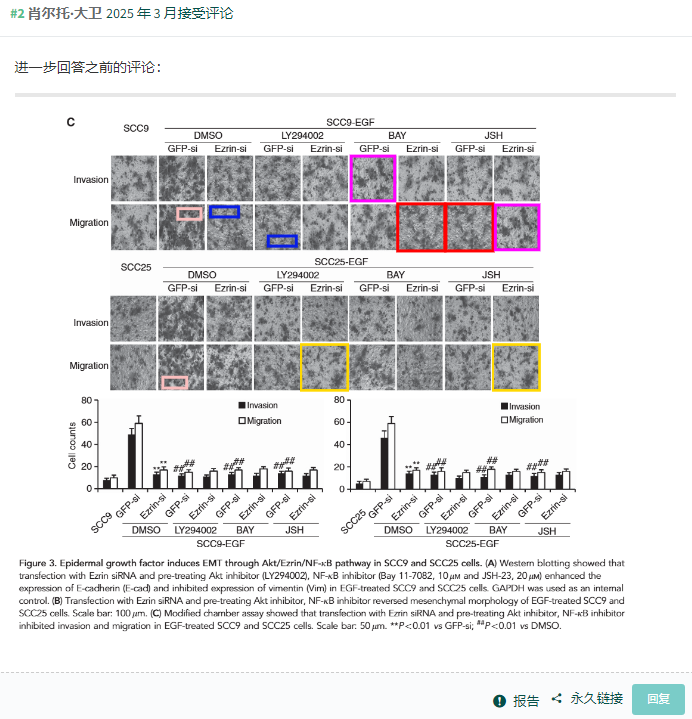 #2 肖尔托·大卫 2025 年 3 月接受评论
进一步回答之前的评论：
C
SCC9-EGF
SCC9
DMSO LY294002 BAY JSH
GFP-si Ezrin-si GFP-si Ezrin-si GFP-si Ezrin-si GFP-si Ezrin-si
Invasion
Migration
SCC25-EGF
SCC25
DMSO LY294002 BAY JSH
GFP-si Ezrin-si GFP-si Ezrin-si GFP-si Ezrin-si GFP-si Ezrin-si
Invasion
Migration
80
60
40
20
0
Cell counts
Invasion
Migration
** ** ## ## ## ## ## ##
SCC9 GFP-si Ezrin-si GFP-si Ezrin-si GFP-si Ezrin-si GFP-si Ezrin-si
DMSO LY294002 BAY JSH
SCC9-EGF
80
60
40
20
0
Invasion
Migration
** ** ## ## ## ## ## ##
SCC25 GFP-si Ezrin-si GFP-si Ezrin-si GFP-si Ezrin-si GFP-si Ezrin-si
DMSO LY294002 BAY JSH
SCC25-EGF
Figure 3. Epidermal growth factor induces EMT through Akt/Ezrin/NF-κB pathway in SCC9 and SCC25 cells. (A) Western blotting showed that
transfection with Ezrin siRNA and pre-treating Akt inhibitor (LY294002), NF-κB inhibitor (Bay 11-7082, 10 μm and JSH-23, 20 μM) enhanced the
expression of E-cadherin (E-cad) and inhibited expression of vimentin (Vim) in EGF-treated SCC9 and SCC25 cells. GAPDH was used as an internal
control. (B) Transfection with Ezrin siRNA and pre-treating Akt inhibitor, NF-κB inhibitor reversed mesenchymal morphology of EGF-treated SCC9 and
SCC25 cells. Scale bar: 100 μm. (C) Modified chamber assay showed that transfection with Ezrin siRNA and pre-treating Akt inhibitor, NF-κB inhibitor
inhibited invasion and migration in EGF-treated SCC9 and SCC25 cells. Scale bar: 50 μm. **P<0.01 vs GFP-si; ##P<0.01 vs DMSO.
报告 永久链接 回复